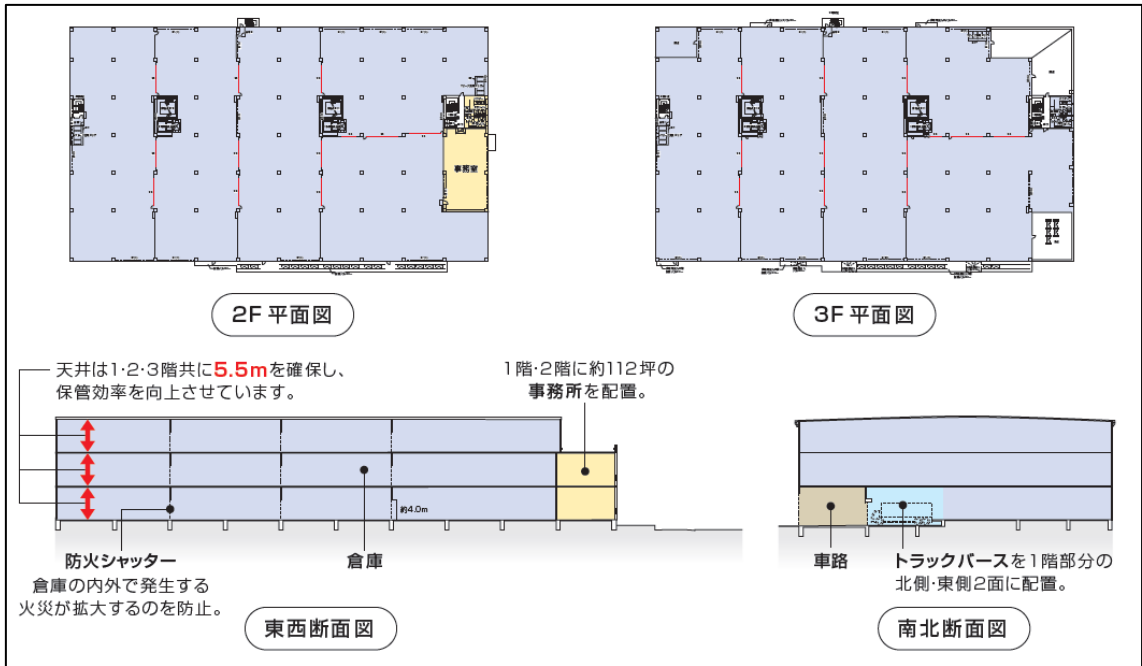 事務室
2F 平面図
3F 平面図
天井は1・2・3階共に5.5mを確保し、
保管効率を向上させています。
1階・2階に約112坪の
事務所を配置。
約4.0m
防火シャッター
倉庫の内外で発生する
火災が拡大するのを防止。
倉庫
東西断面図
車路
トラックバースを1階部分の
北側・東側2面に配置。
南北断面図